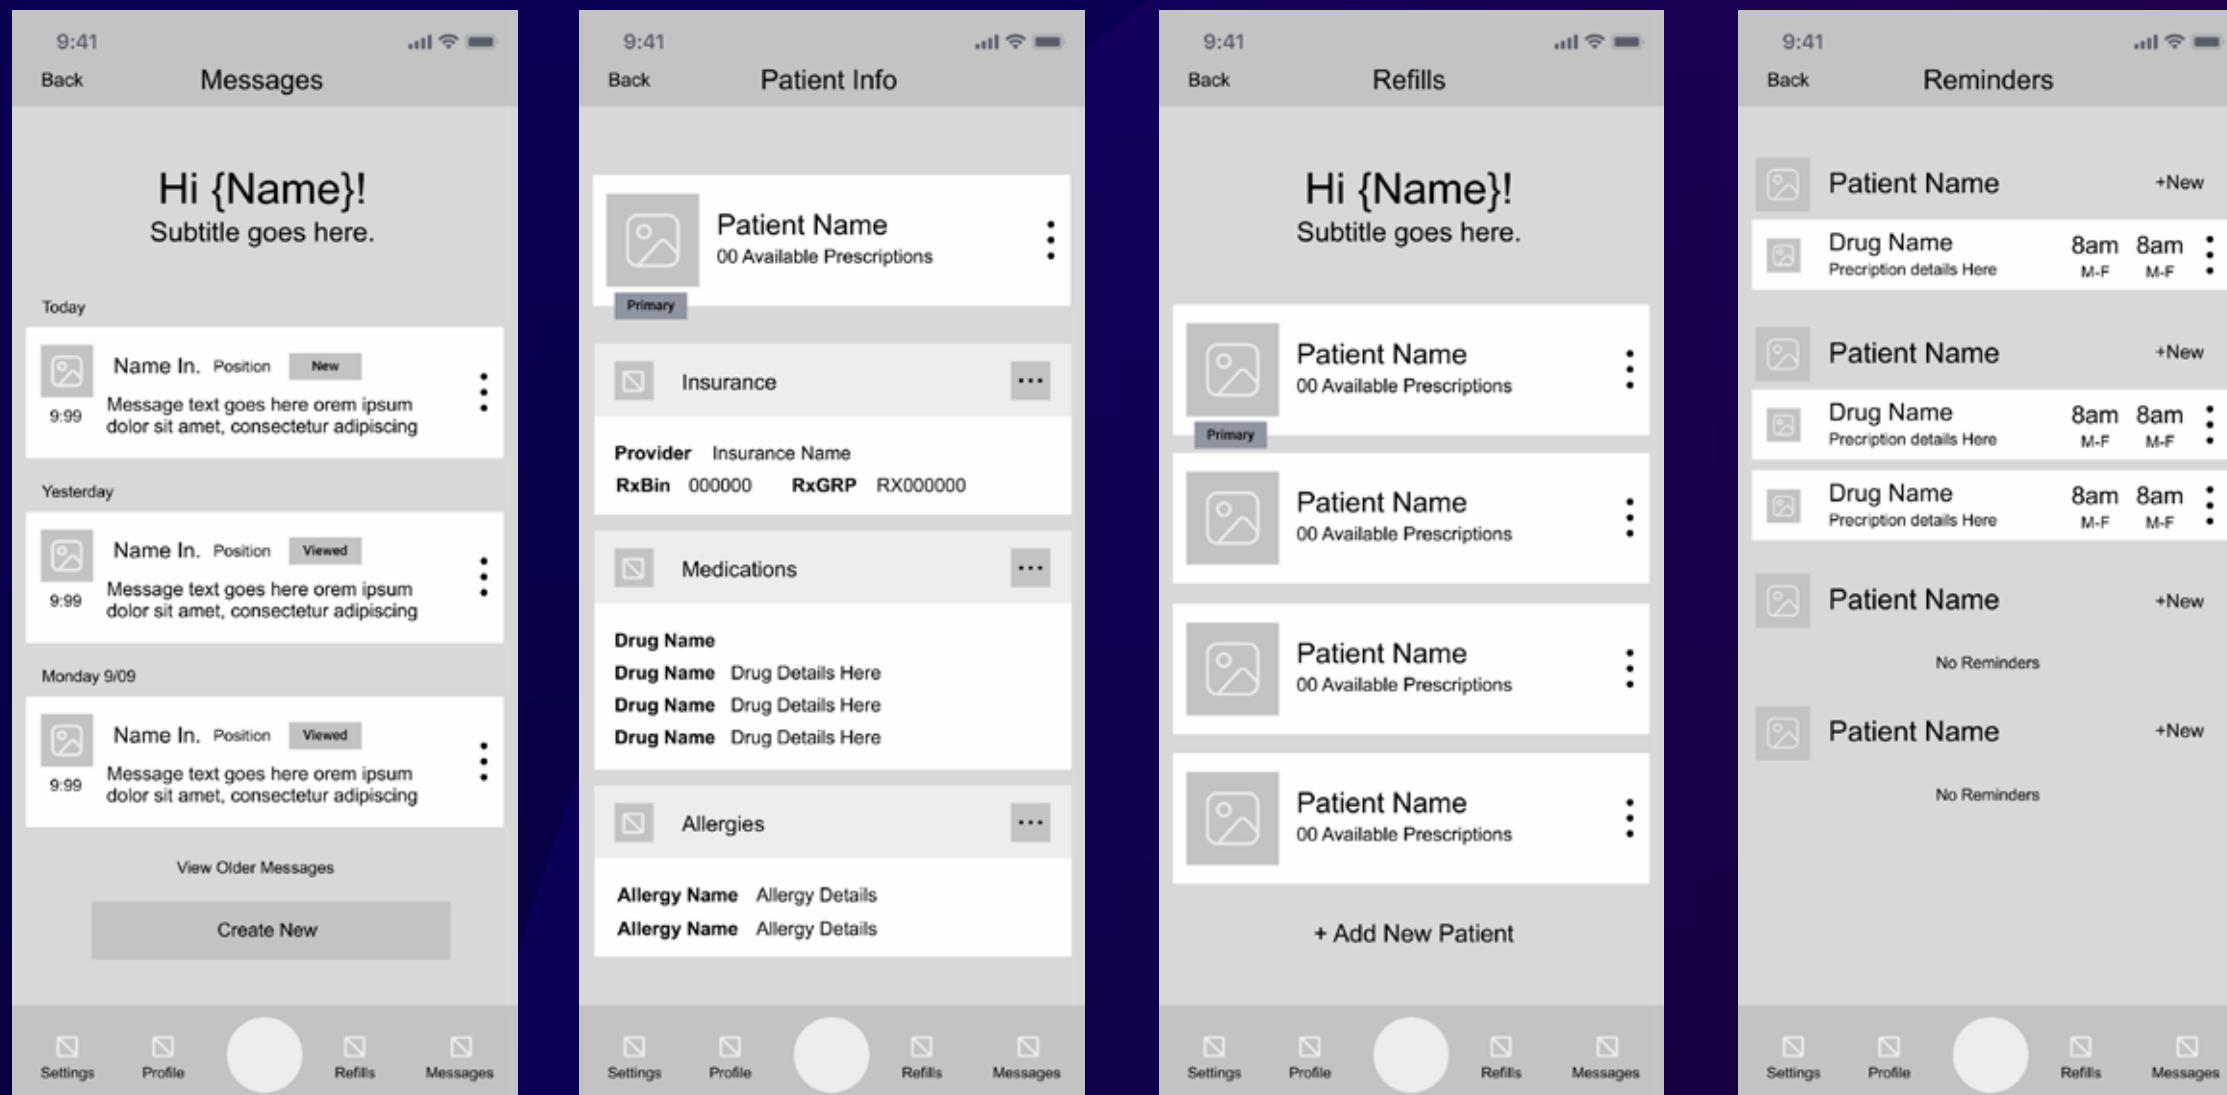 9:41
Back Messages
Hi {Name}!
Subtitle goes here.
Today
Name In. Position New
9:99
Message text goes here orem ipsum
dolor sit amet, consectetur adipiscing
Yesterday
Name In. Position Viewed
9:99
Message text goes here orem ipsum
dolor sit amet, consectetur adipiscing
Monday 9/09
Name In. Position Viewed
9:99
Message text goes here orem ipsum
dolor sit amet, consectetur adipiscing
View Older Messages
Create New
Settings Profile Refills Messages
9:41
Back Patient Info
Patient Name
00 Available Prescriptions
Primary
Insurance
Provider Insurance Name
RxBin 000000 RxGRP RX000000
Medications
Drug Name
Drug Name Drug Details Here
Drug Name Drug Details Here
Drug Name Drug Details Here
Allergies
Allergy Name Allergy Details
Allergy Name Allergy Details
Settings Profile Refills Messages
9:41
Back Refills
Hi {Name}!
Subtitle goes here.
Patient Name
00 Available Prescriptions
Primary
Patient Name
00 Available Prescriptions
Patient Name
00 Available Prescriptions
Patient Name
00 Available Prescriptions
+ Add New Patient
Settings Profile Refills Messages
9:41
Back Reminders
Patient Name +New
Drug Name 8am 8am
Precription details Here M-F M-F
Patient Name +New
Drug Name 8am 8am
Precription details Here M-F M-F
Drug Name 8am 8am
Precription details Here M-F M-F
Patient Name +New
No Reminders
Patient Name +New
No Reminders
Settings Profile Refills Messages